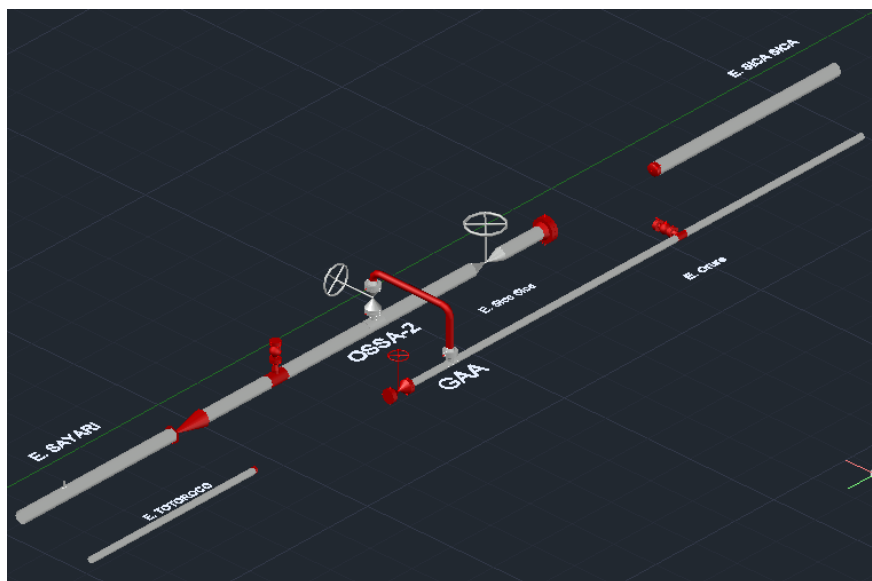 E. SICA SICA
E. Oruro
E. Sica Sica
OSSA-2
GAA
E. SAYARI
E. TOTOROCO